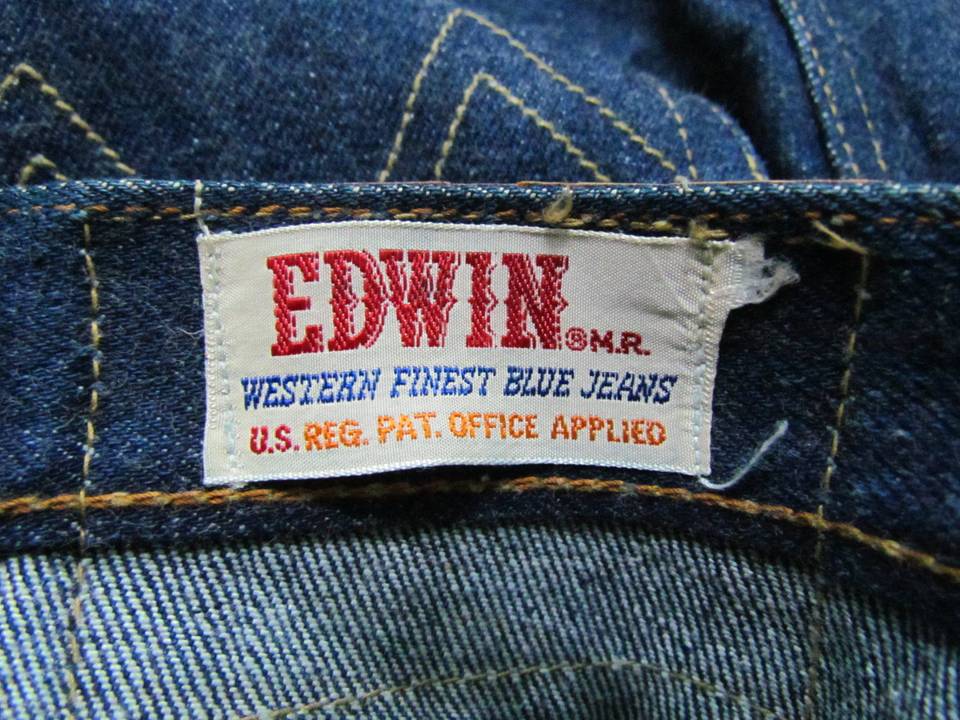 EDWIN®M.R.
WESTERN FINEST BLUE JEANS
U.S. REG. PAT. OFFICE APPLIED